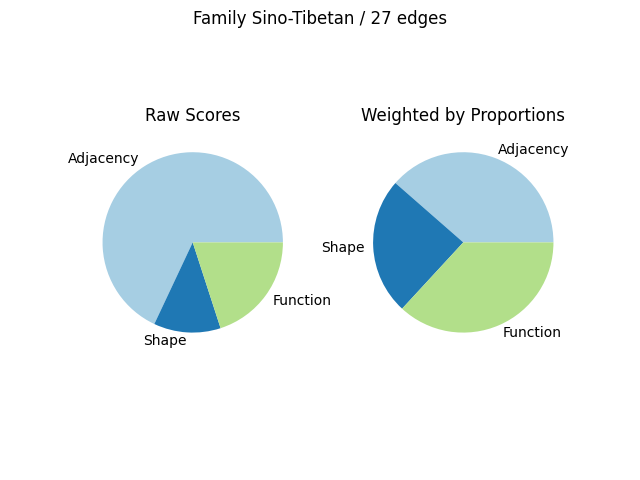 Family Sino-Tibetan / 27 edges
Raw Scores
Adjacency
Shape
Function
Weighted by Proportions
Adjacency
Shape
Function